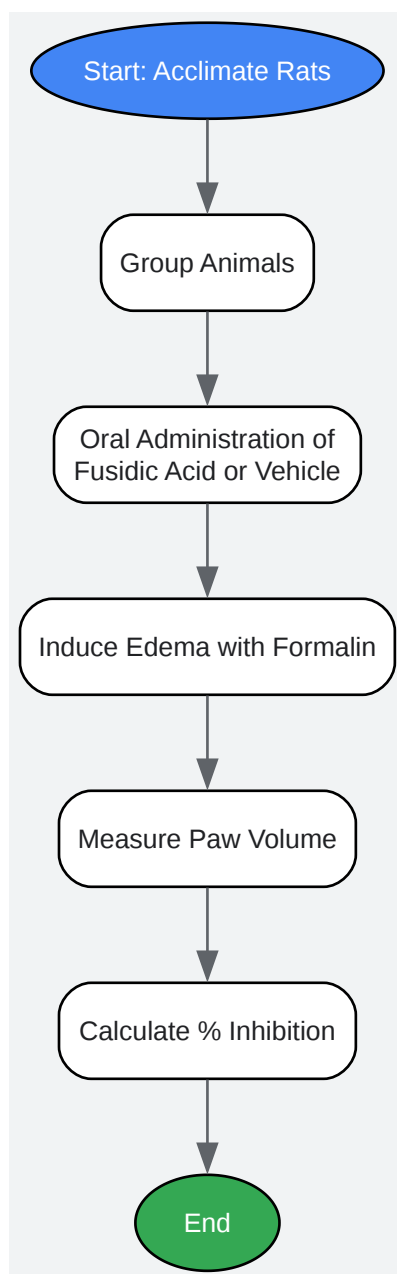 Start: Acclimate Rats
Group Animals
Oral Administration of
Fusidic Acid or Vehicle
Induce Edema with Formalin
Measure Paw Volume
Calculate % Inhibition
End